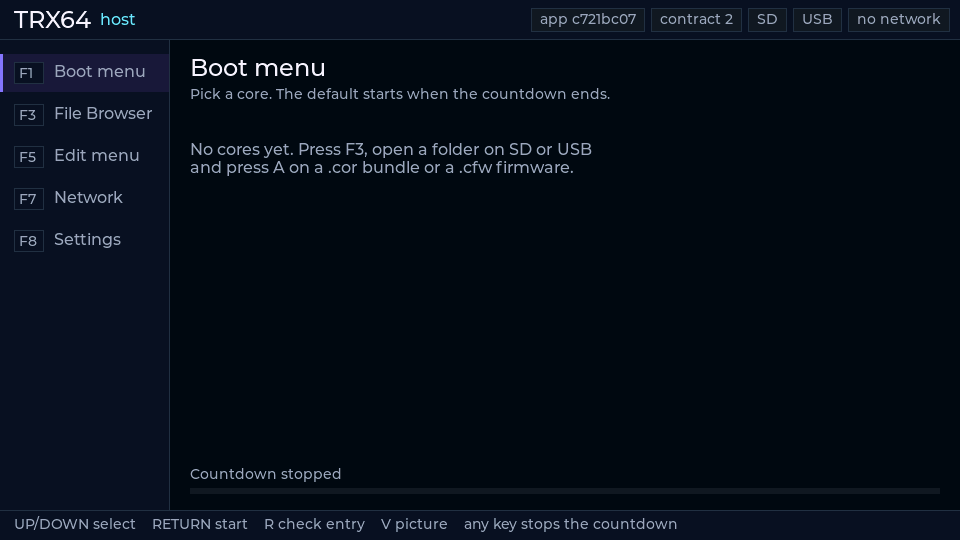 TRX64 host
app c721bc07
contract 2
SD
USB
no network
F1 Boot menu
F3 File Browser
F5 Edit menu
F7 Network
F8 Settings
Boot menu
Pick a core. The default starts when the countdown ends.
No cores yet. Press F3, open a folder on SD or USB
and press A on a .cor bundle or a .cfw firmware.
Countdown stopped
UP/DOWN select RETURN start R check entry V picture any key stops the countdown